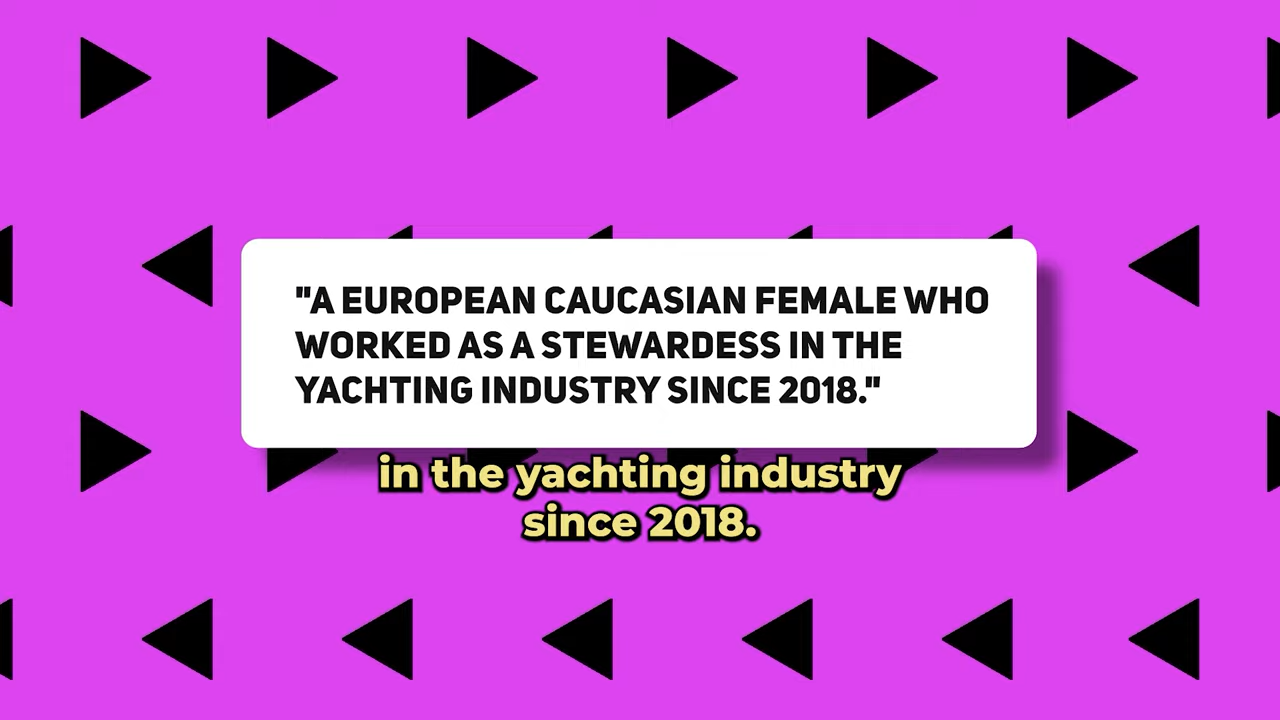 "A EUROPEAN CAUCASIAN FEMALE WHO
WORKED AS A STEWARDESS IN THE
YACHTING INDUSTRY SINCE 2018."
in the yachting industry
since 2018.